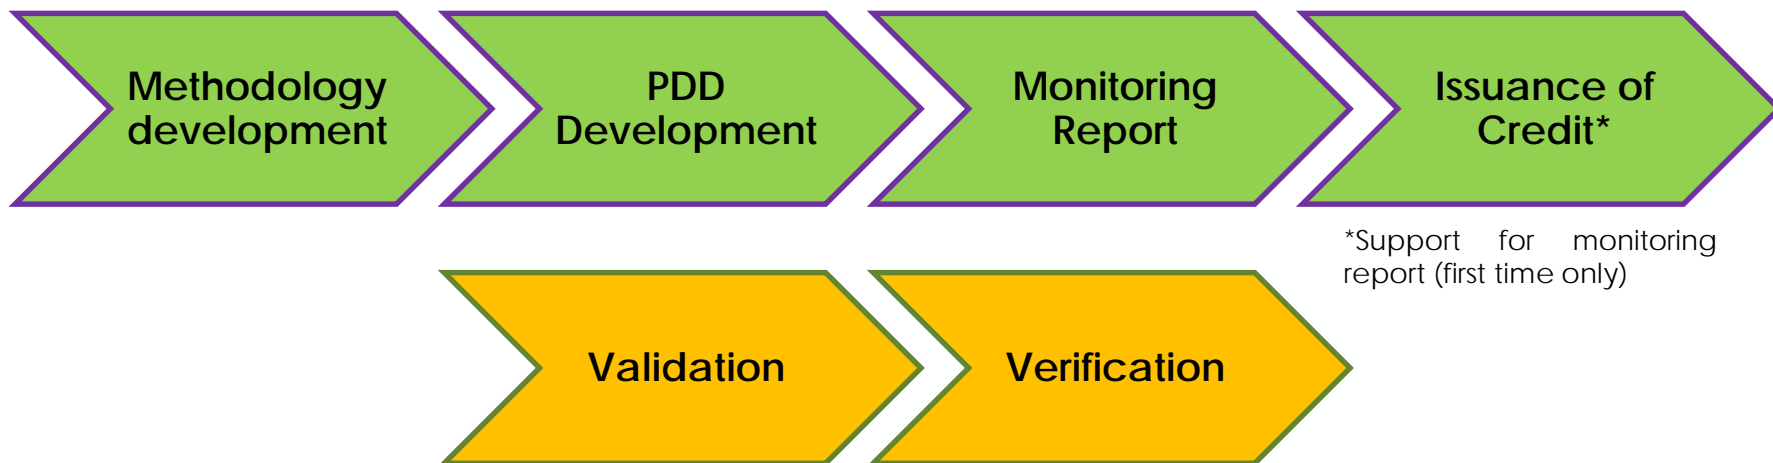 Methodology
development
PDD
Development
Monitoring
Report
Issuance of
Credit*
*Support for monitoring
report (first time only)
Validation
Verification